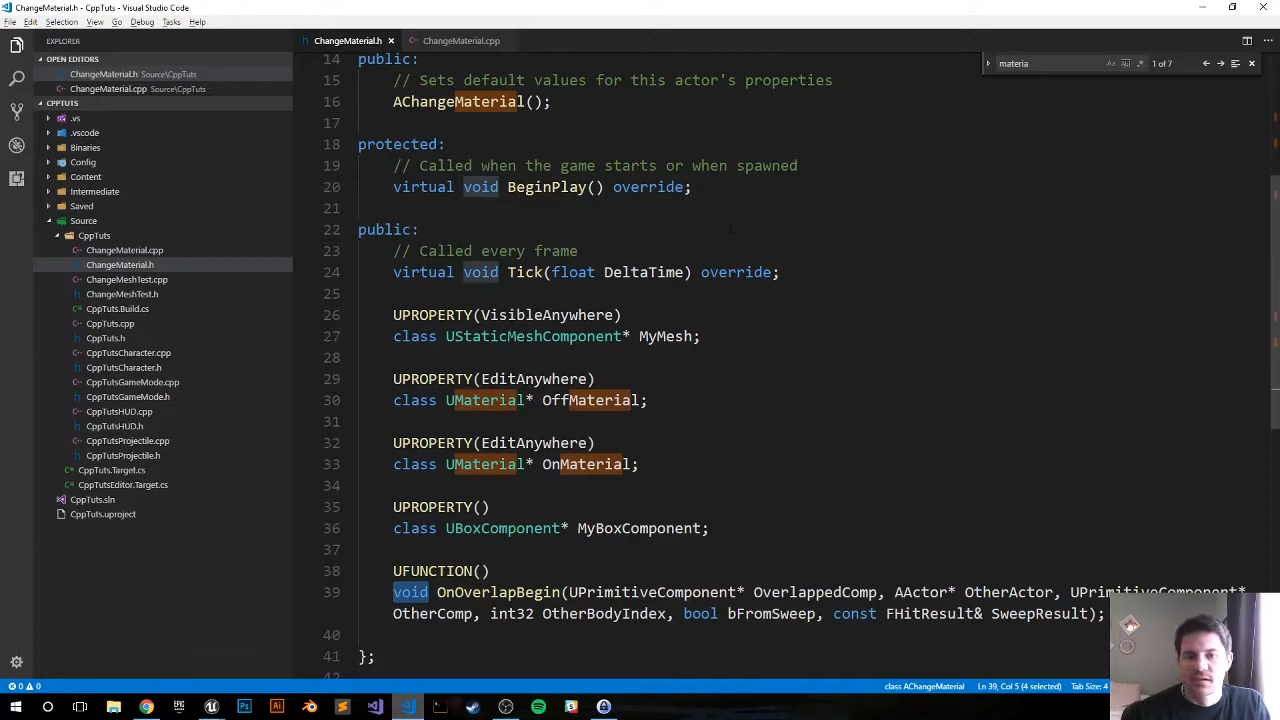 ChangeMaterial.h - CppTuts - Visual Studio Code
File Edit Selection View Go Debug Tasks Help
EXPLORER
OPEN EDITORS
ChangeMaterial.h Source\CppTuts
ChangeMaterial.cpp Source\CppTuts
CPPTUTS
.vs
.vscode
Binaries
Config
Content
Intermediate
Saved
Source
CppTuts
ChangeMaterial.cpp
ChangeMaterial.h
ChangeMeshTest.cpp
ChangeMeshTest.h
CppTuts.Build.cs
CppTuts.cpp
CppTuts.h
CppTutsCharacter.cpp
CppTutsCharacter.h
CppTutsGameMode.cpp
CppTutsGameMode.h
CppTutsHUD.cpp
CppTutsHUD.h
CppTutsProjectile.cpp
CppTutsProjectile.h
CppTuts.Target.cs
CppTutsEditor.Target.cs
CppTuts.sln
CppTuts.uproject
ChangeMaterial.h ChangeMaterial.cpp
materia 1 of 7
14 public:
15 // Sets default values for this actor's properties
16 AChangeMaterial();
17
18 protected:
19 // Called when the game starts or when spawned
20 virtual void BeginPlay() override;
21
22 public:
23 // Called every frame
24 virtual void Tick(float DeltaTime) override;
25
26 UPROPERTY(VisibleAnywhere)
27 class UStaticMeshComponent* MyMesh;
28
29 UPROPERTY(EditAnywhere)
30 class UMaterial* OffMaterial;
31
32 UPROPERTY(EditAnywhere)
33 class UMaterial* OnMaterial;
34
35 UPROPERTY()
36 class UBoxComponent* MyBoxComponent;
37
38 UFUNCTION()
39 void OnOverlapBegin(UPrimitiveComponent* OverlappedComp, AActor* OtherActor, UPrimitiveComponent*
OtherComp, int32 OtherBodyIndex, bool bFromSweep, const FHitResult& SweepResult);
40
41 };
42
0 0 class AChangeMaterial Ln 39, Col 5 (4 selected) Tab Size: 4